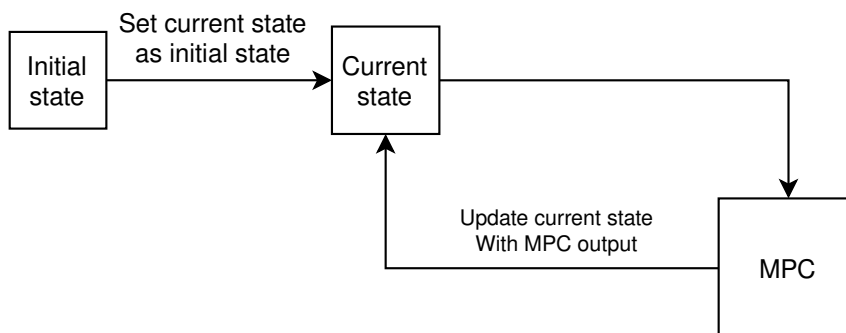 Set current state
as initial state
Initial
state
Current
state
Update current state
With MPC output
MPC